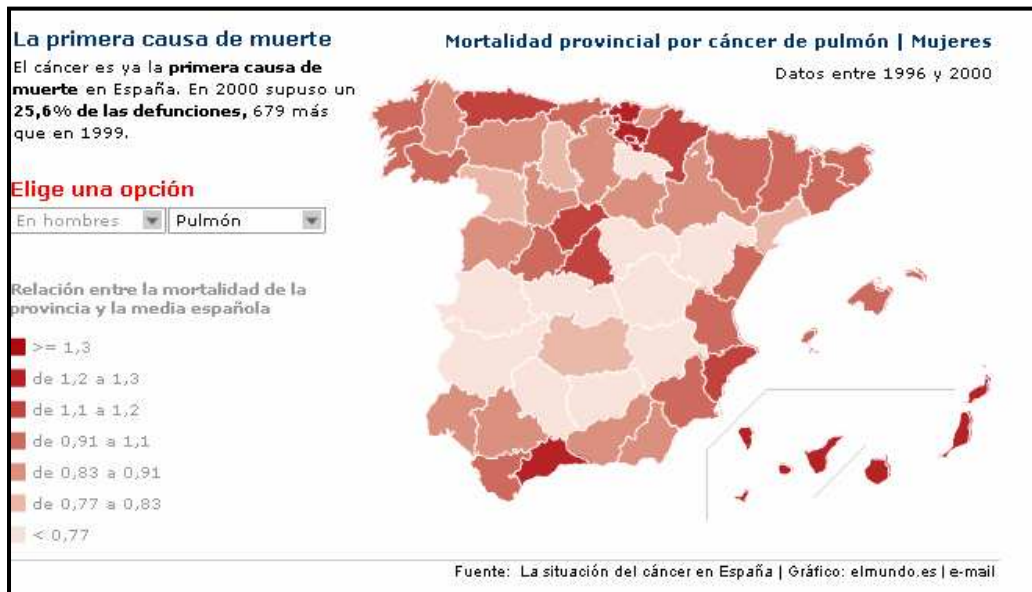 La primera causa de muerte
El cáncer es ya la primera causa de
muerte en España. En 2000 supuso un
25,6% de las defunciones, 679 más
que en 1999.
Elige una opción
En hombres Pulmón
Relación entre la mortalidad de la
provincia y la media española
>= 1,3
de 1,2 a 1,3
de 1,1 a 1,2
de 0,91 a 1,1
de 0,83 a 0,91
de 0,77 a 0,83
< 0,77
Mortalidad provincial por cáncer de pulmón | Mujeres
Datos entre 1996 y 2000
Fuente: La situación del cáncer en España | Gráfico: elmundo.es | e-mail